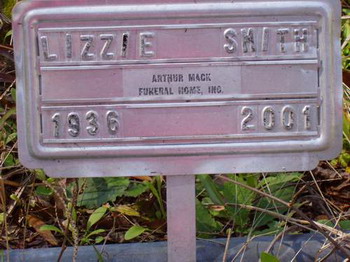 LIZZIE SMITH
ARTHUR MACK
FUNERAL HOME, INC.
1936 2001